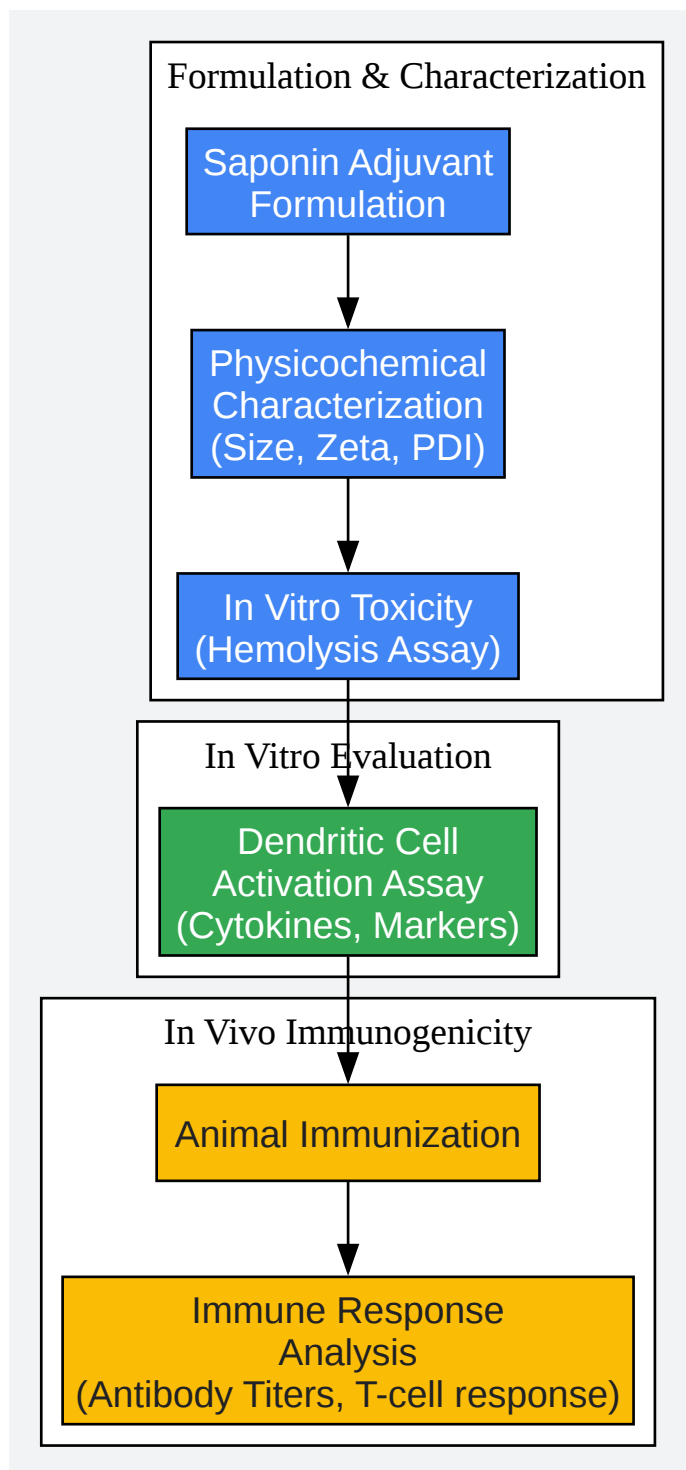 Formulation & Characterization
Saponin Adjuvant
Formulation
Physicochemical
Characterization
(Size, Zeta, PDI)
In Vitro Toxicity
(Hemolysis Assay)
In Vitro Evaluation
Dendritic Cell
Activation Assay
(Cytokines, Markers)
In Vivo Immunogenicity
Animal Immunization
Immune Response
Analysis
(Antibody Titers, T-cell response)